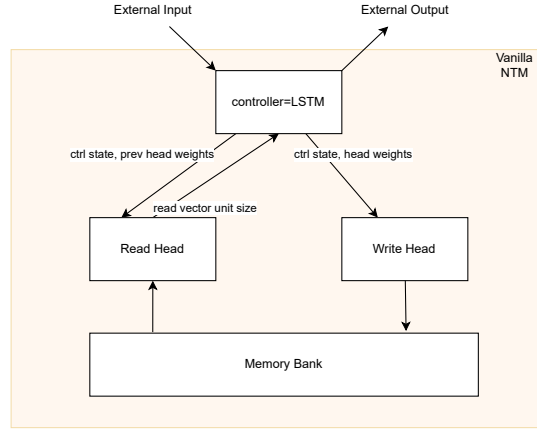 External Input
External Output
Vanilla
NTM
controller=LSTM
ctrl state, prev head weights
ctrl state, head weights
read vector unit size
Read Head
Write Head
Memory Bank